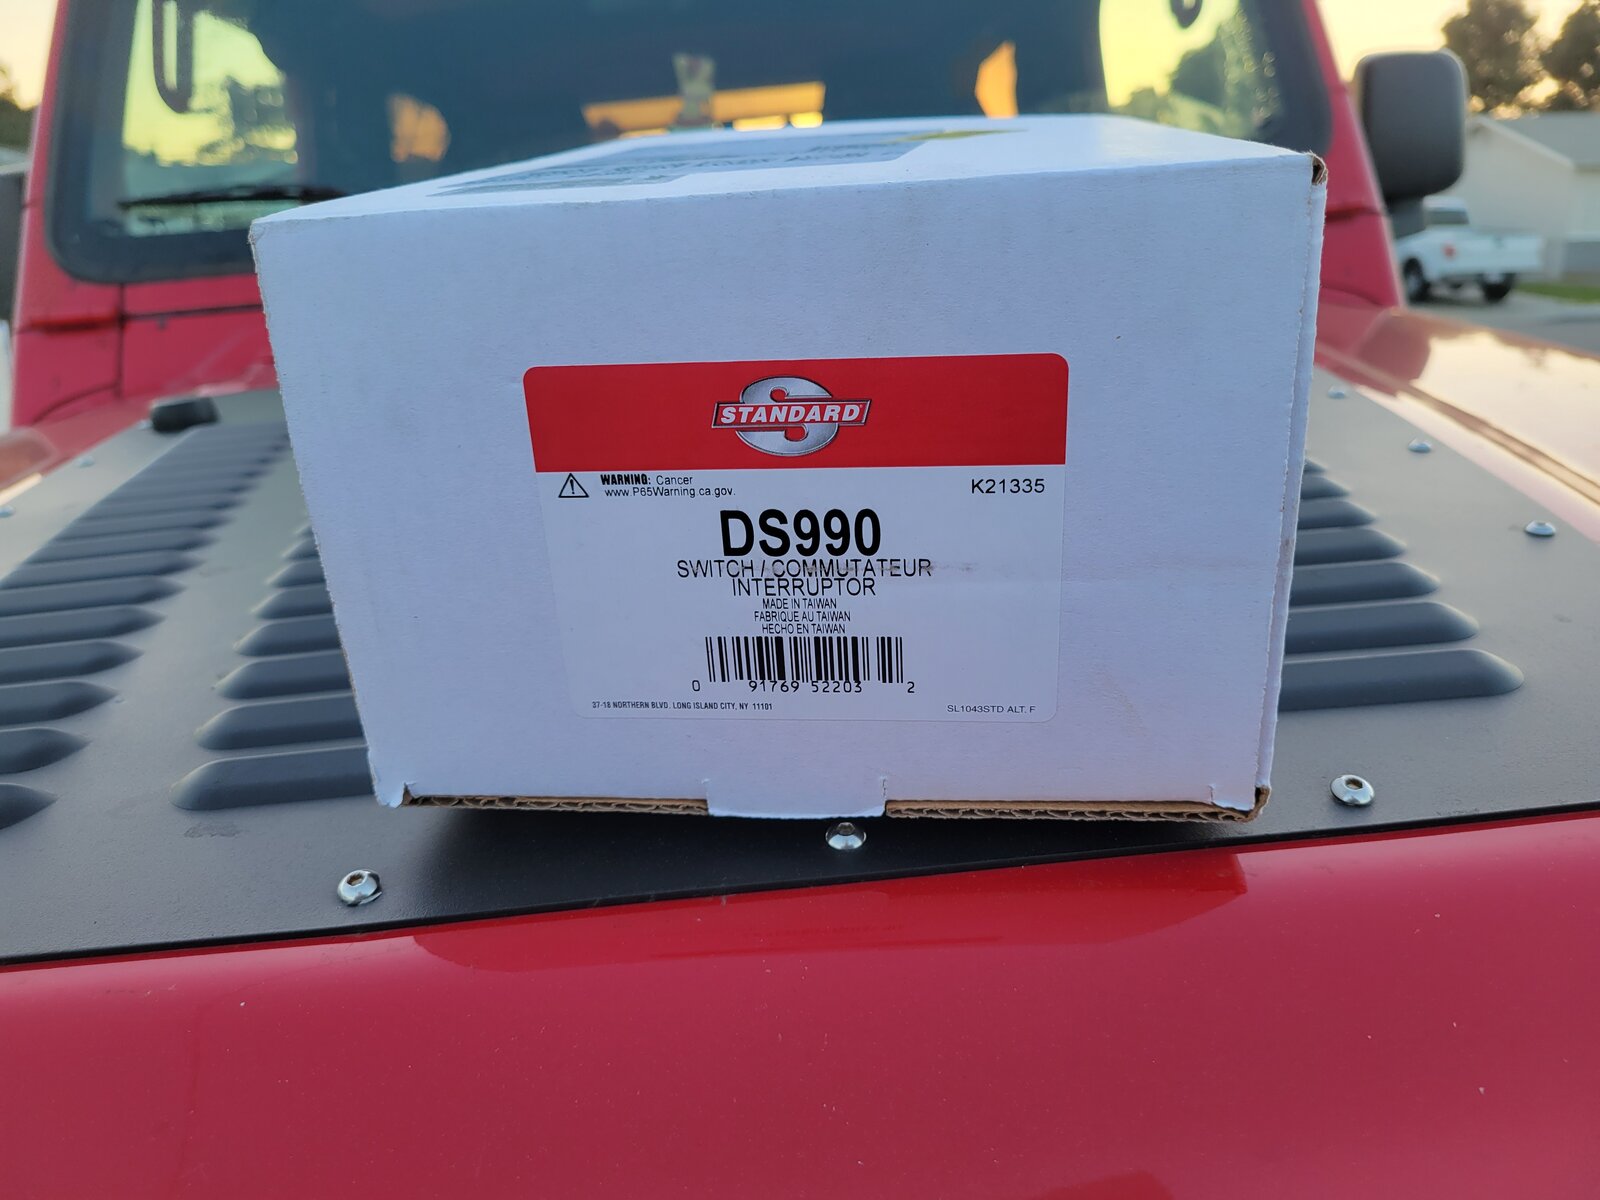 STANDARD
WARNING: Cancer
www.P65Warning.ca.gov.
K21335
DS990
SWITCH / COMMUTATEUR
INTERRUPTOR
MADE IN TAIWAN
FABRIQUE AU TAIWAN
HECHO EN TAIWAN
0 91769 52203 2
37-18 NORTHERN BLVD. LONG ISLAND CITY, NY 11101
SL1043STD ALT. F